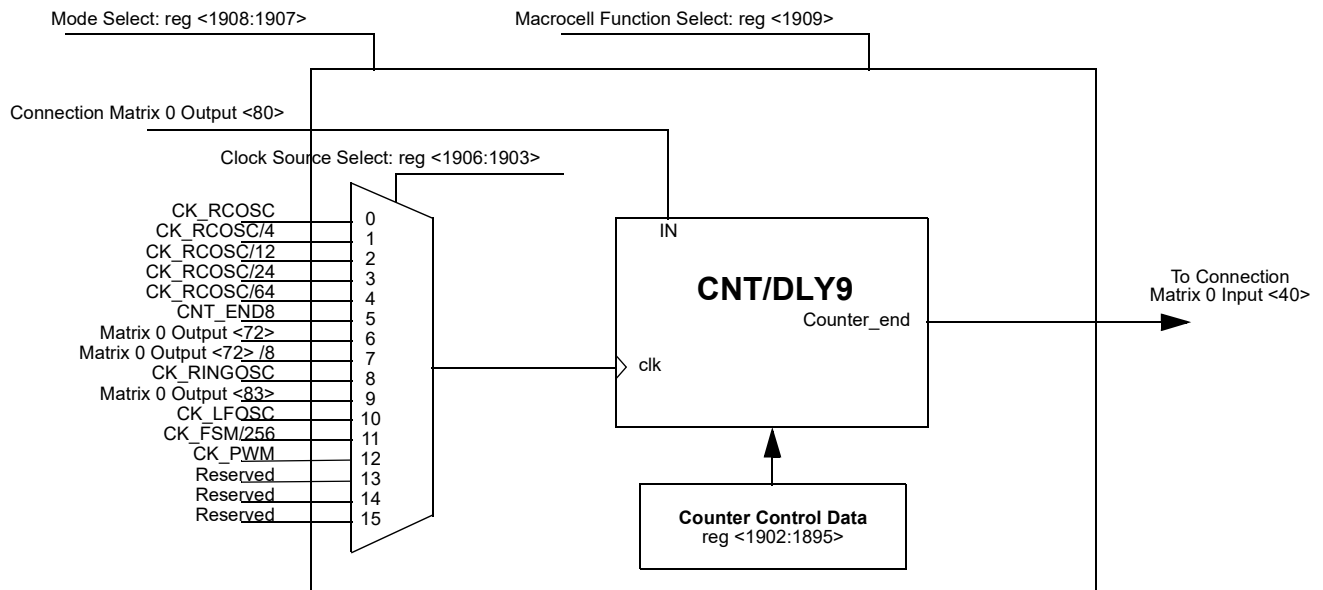 Mode Select: reg <1908:1907>
Macrocell Function Select: reg <1909>
Connection Matrix 0 Output <80>
Clock Source Select: reg <1906:1903>
CK_RCOSC
0
CK_RCOSC/4
1
CK_RCOSC/12
2
CK_RCOSC/24
3
CK_RCOSC/64
4
CNT_END8
5
Matrix 0 Output <72>
6
Matrix 0 Output <72> /8
7
CK_RINGOSC
8
Matrix 0 Output <83>
9
CK_LFOSC
10
CK_FSM/256
11
CK_PWM
12
Reserved
13
Reserved
14
Reserved
15
IN
CNT/DLY9
Counter_end
clk
To Connection
Matrix 0 Input <40>
Counter Control Data
reg <1902:1895>